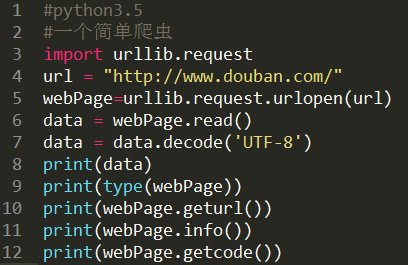 1 #python3.5
2 #一个简单爬虫
3 import urllib.request
4 url = "http://www.douban.com/"
5 webPage=urllib.request.urlopen(url)
6 data = webPage.read()
7 data = data.decode('UTF-8')
8 print(data)
9 print(type(webPage))
10 print(webPage.geturl())
11 print(webPage.info())
12 print(webPage.getcode())